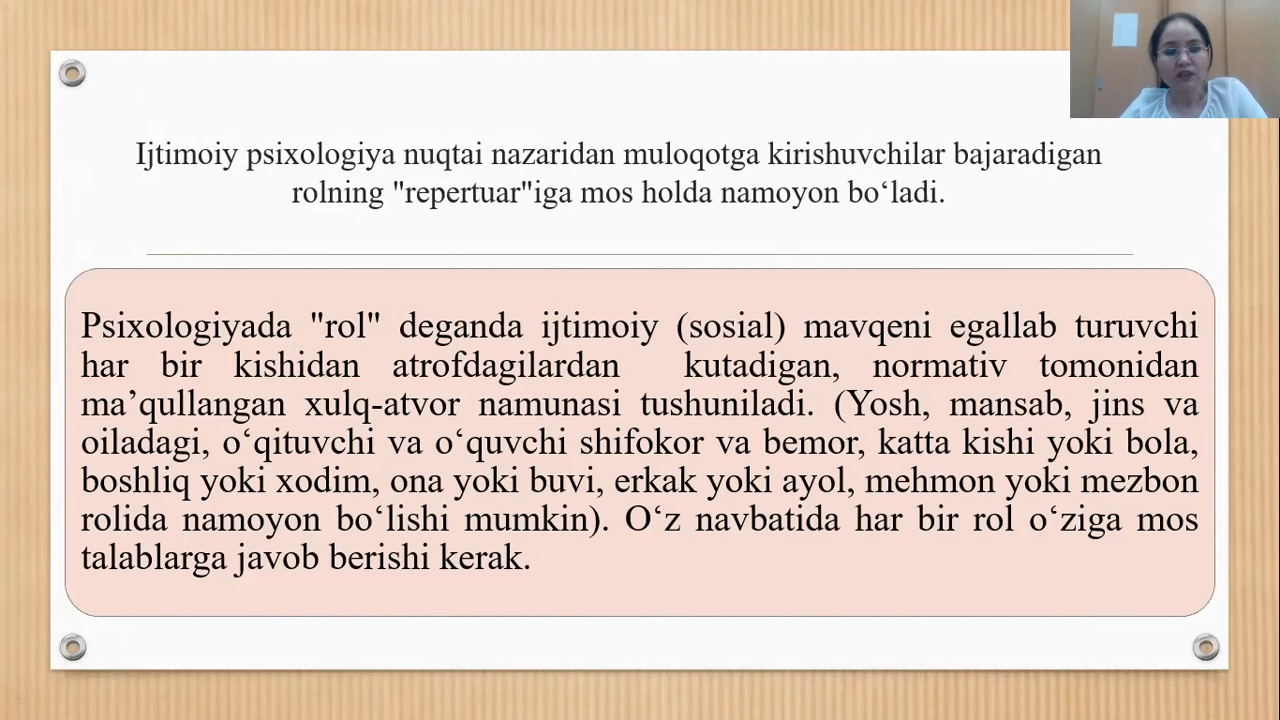 Ijtimoiy psixologiya nuqtai nazaridan muloqotga kirishuvchilar bajaradigan
rolning "repertuar"iga mos holda namoyon bo‘ladi.
Psixologiyada "rol" deganda ijtimoiy (sosial) mavqeni egallab turuvchi
har bir kishidan atrofdagilardan kutadigan, normativ tomonidan
ma’qullangan xulq-atvor namunasi tushuniladi. (Yosh, mansab, jins va
oiladagi, o‘qituvchi va o‘quvchi shifokor va bemor, katta kishi yoki bola,
boshliq yoki xodim, ona yoki buvi, erkak yoki ayol, mehmon yoki mezbon
rolida namoyon bo‘lishi mumkin). O‘z navbatida har bir rol o‘ziga mos
talablarga javob berishi kerak.